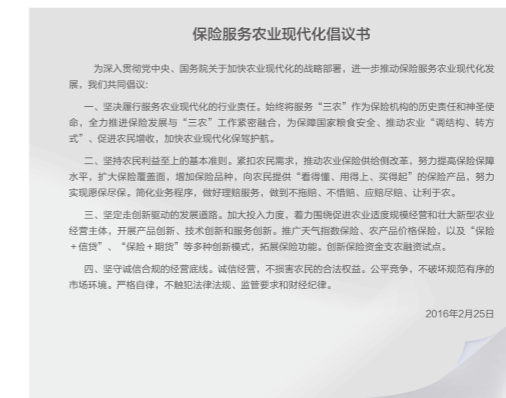 保险服务农业现代化倡议书
为深入贯彻党中央、国务院关于加快农业现代化的战略部署，进一步推动保险服务农业现代化发
展，我们共同倡议：
一、坚决履行服务农业现代化的行业责任。始终将服务“三农”作为保险机构的历史责任和神圣使
命，全力推进保险发展与“三农”工作紧密融合，为保障国家粮食安全、推动农业“调结构、转方
式”、促进农民增收，加快农业现代化保驾护航。
二、坚持农民利益至上的基本准则。紧扣农民需求，推动农业保险供给侧改革，努力提高保险保障
水平，扩大保险覆盖面，增加保险品种，向农民提供“看得懂、用得上、买得起”的保险产品，努力
实现愿保尽保。简化业务程序，做好理赔服务，做到不拖赔、不惜赔、应赔尽赔、让利于农。
三、坚定走创新驱动的发展道路。加大投入力度，着力围绕促进农业适度规模经营和壮大新型农业
经营主体，开展产品创新、技术创新和服务创新。推广天气指数保险、农产品价格保险，以及“保险
＋信贷”、“保险＋期货”等多种创新模式，拓展保险功能。创新保险资金支农融资试点。
四、坚守诚信合规的经营底线。诚信经营，不损害农民的合法权益。公平竞争，不破坏规范有序的
市场环境。严格自律，不触犯法律法规、监管要求和财经纪律。
2016年2月25日